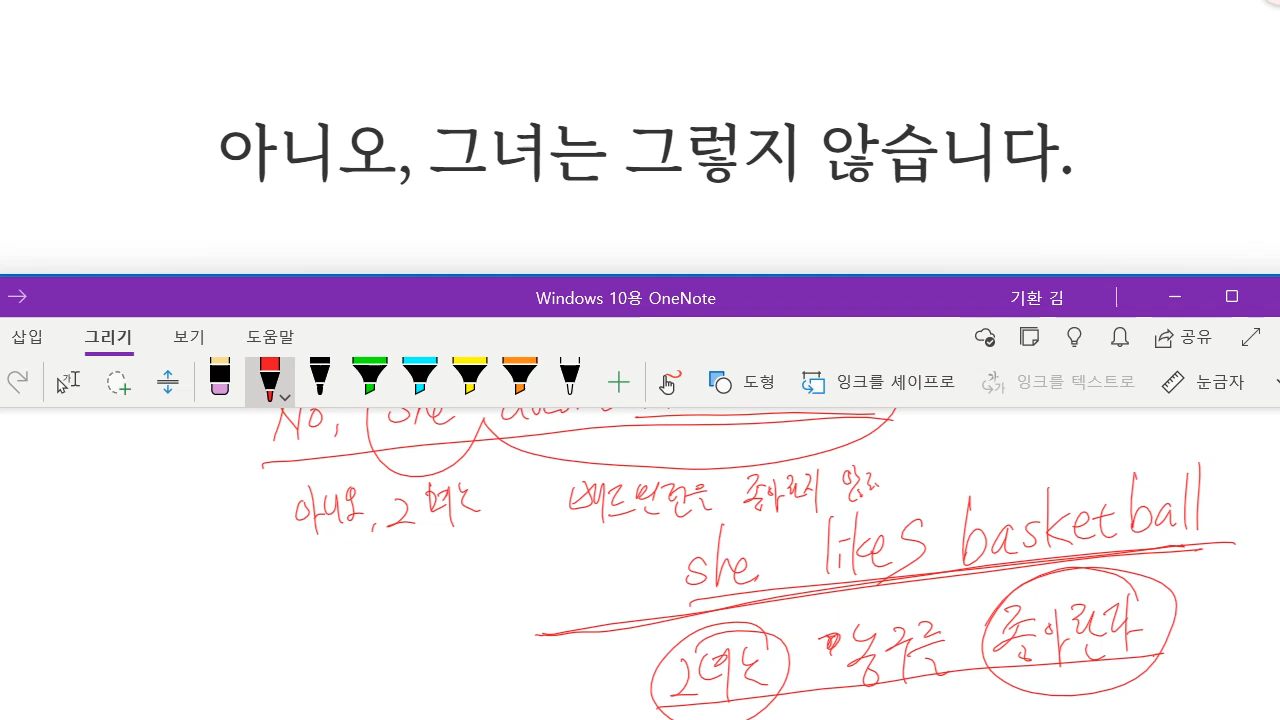 아니오, 그녀는 그렇지 않습니다.
Windows 10용 OneNote 기환 김
삽입 그리기 보기 도움말 공유
가 도형 잉크를 셰이프로 가 잉크를 텍스트로 눈금자
No, she
아니오, 그녀는 배드민턴을 좋아하지 않고
she likes basketball
그녀는 농구를 좋아한다